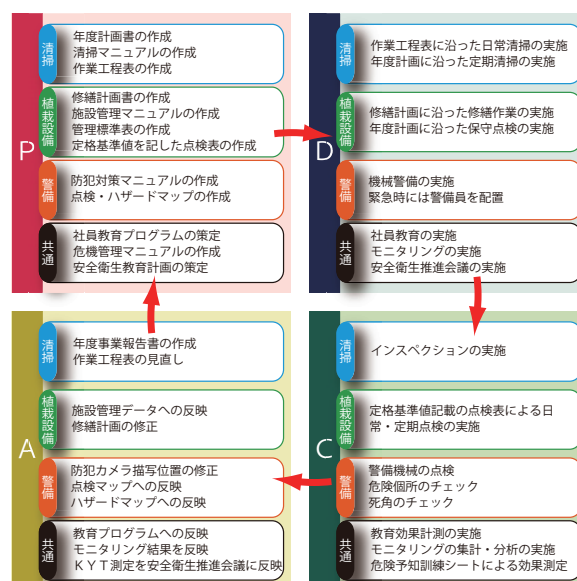 P
清掃
年度計画書の作成
清掃マニュアルの作成
作業工程表の作成
植栽設備
修繕計画書の作成
施設管理マニュアルの作成
管理標準表の作成
定格基準値を記した点検表の作成
警備
防犯対策マニュアルの作成
点検・ハザードマップの作成
共通
社員教育プログラムの策定
危機管理マニュアルの作成
安全衛生教育計画の策定
D
作業工程表に沿った日常清掃の実施
年度計画に沿った定期清掃の実施
清掃
修繕計画に沿った修繕作業の実施
年度計画に沿った保守点検の実施
植栽設備
機械警備の実施
緊急時には警備員を配置
警備
社員教育の実施
モニタリングの実施
安全衛生推進会議の実施
共通
A
清掃
年度事業報告書の作成
作業工程表の見直し
植栽設備
施設管理データへの反映
修繕計画の修正
警備
防犯カメラ描写位置の修正
点検マップへの反映
ハザードマップへの反映
共通
教育プログラムへの反映
モニタリング結果を反映
ＫＹＴ測定を安全衛生推進会議に反映
C
清掃
インスペクションの実施
植栽設備
定格基準値記載の点検表による日
常・定期点検の実施
警備
警備機械の点検
危険個所のチェック
死角のチェック
共通
教育効果計測の実施
モニタリングの集計・分析の実施
危険予知訓練シートによる効果測定